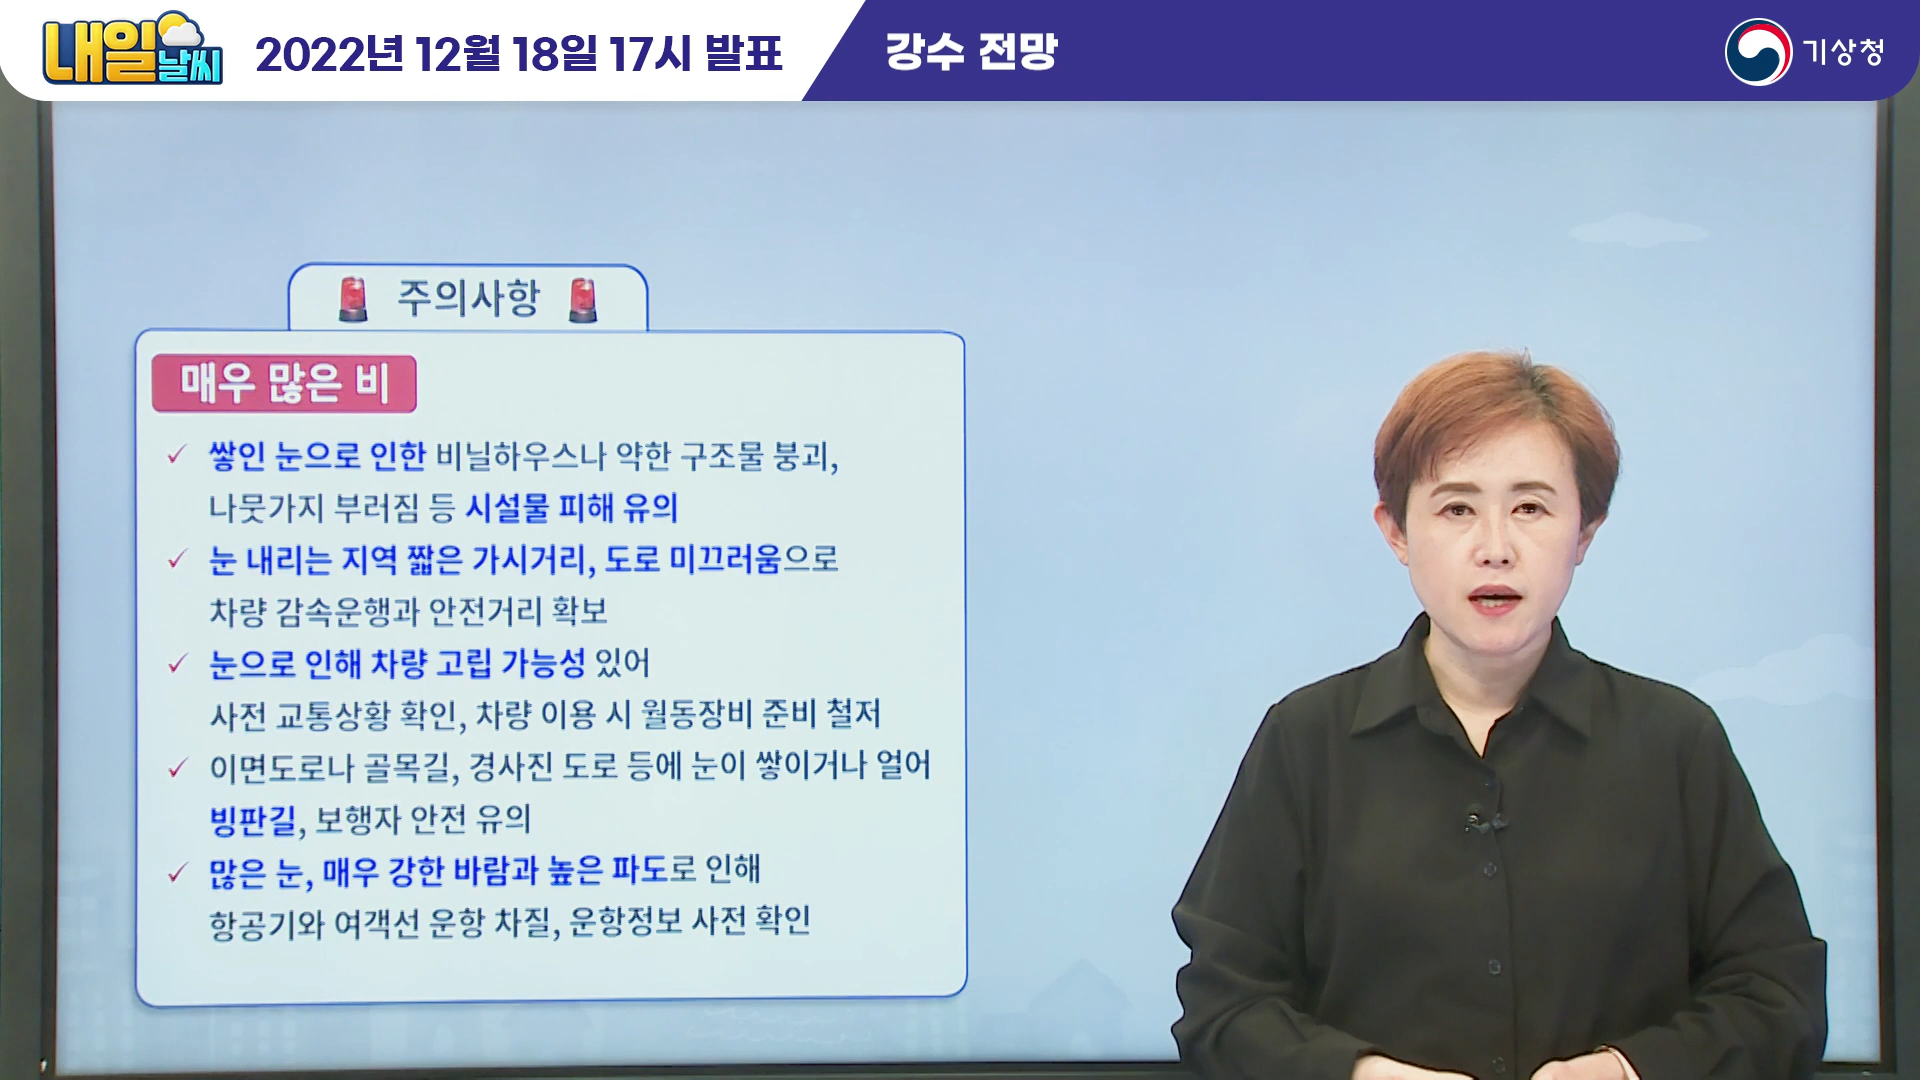 내일
날씨
2022년 12월 18일 17시 발표
강수 전망
기상청
주의사항
매우 많은 비
✓ 쌓인 눈으로 인한 비닐하우스나 약한 구조물 붕괴,
나뭇가지 부러짐 등 시설물 피해 유의
✓ 눈 내리는 지역 짧은 가시거리, 도로 미끄러움으로
차량 감속운행과 안전거리 확보
✓ 눈으로 인해 차량 고립 가능성 있어
사전 교통상황 확인, 차량 이용 시 월동장비 준비 철저
✓ 이면도로나 골목길, 경사진 도로 등에 눈이 쌓이거나 얼어
빙판길, 보행자 안전 유의
✓ 많은 눈, 매우 강한 바람과 높은 파도로 인해
항공기와 여객선 운항 차질, 운항정보 사전 확인